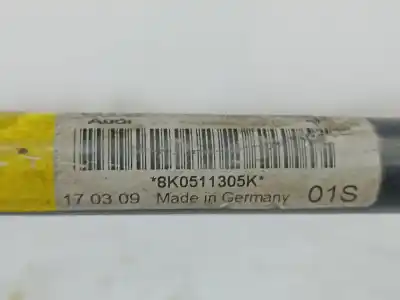 Audi
*8K0511305K*
17 03 09 Made in Germany 01S